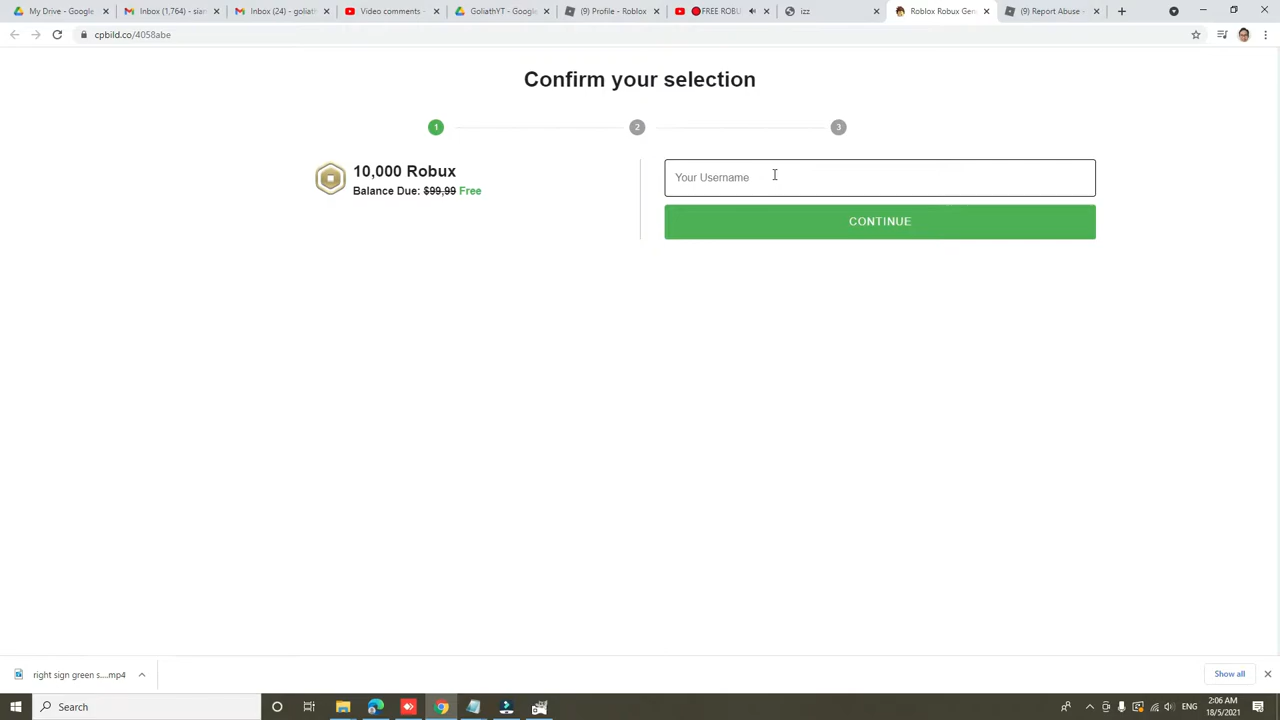 My Drive - Google
Inbox (1,764) - sian
Inbox (24) - goliath
Video comments -
GoliathYT - Google
Profile - Roblox
FREE ROBU
izz
Roblox Robux Gen
Report Abuse -
cpbild.co/4058abe
Confirm your selection
1
2
3
10,000 Robux
Balance Due: $99,99 Free
Your Username
CONTINUE
right sign green s....mp4
Show all
Search
ENG
2:06 AM
18/5/2021